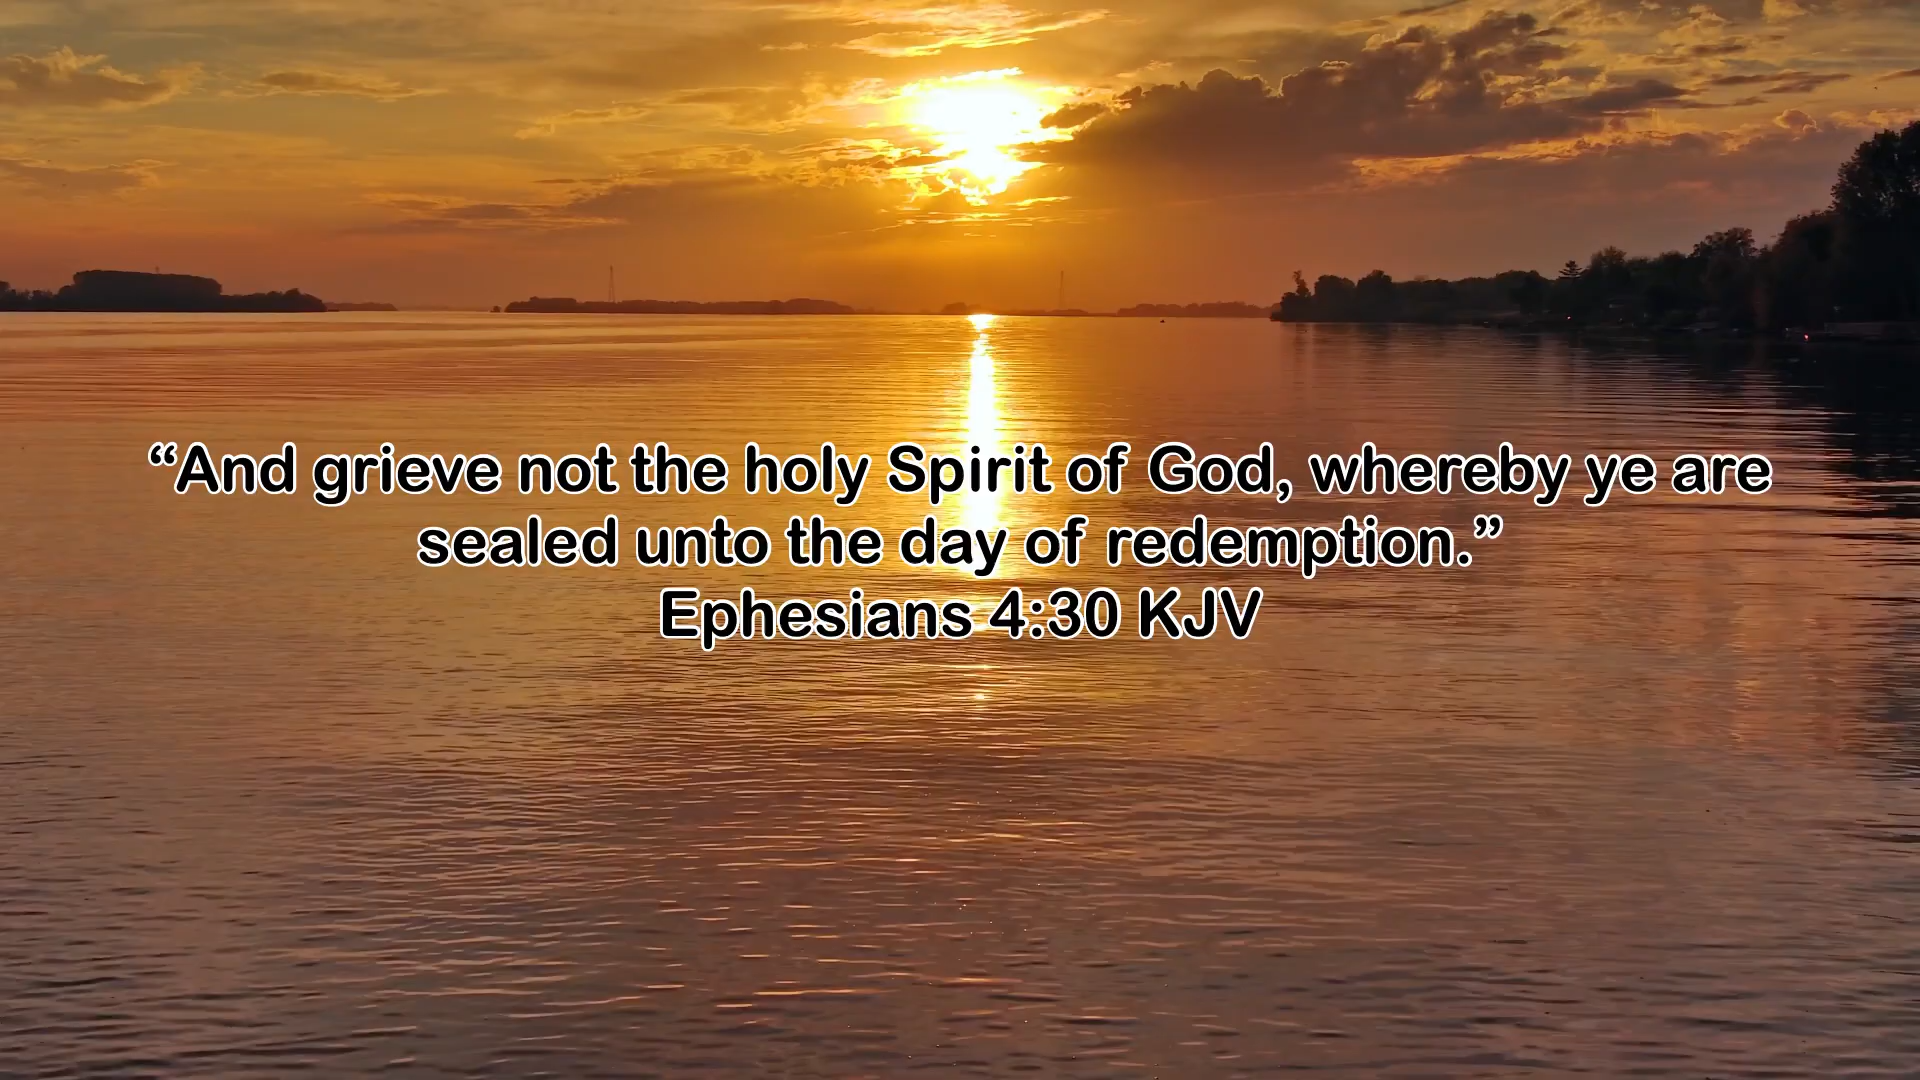 “And grieve not the holy Spirit of God, whereby ye are
sealed unto the day of redemption.”
Ephesians 4:30 KJV